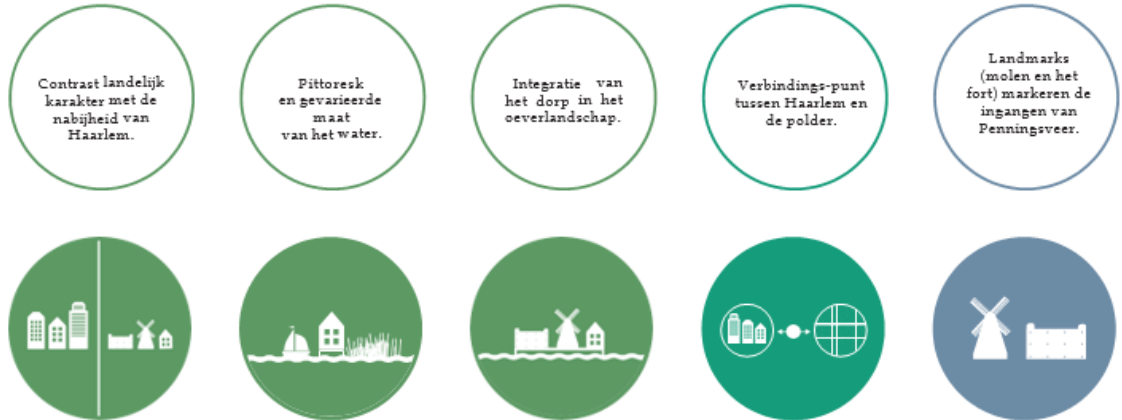 Contrast landelijk
karakter met de
nabijheid van
Haarlem.
Pittoresk
en gevarieerde
maat
van het water.
Integratie van
het dorp in het
oeverlandschap.
Verbindings-punt
tussen Haarlem en
de polder.
Landmarks
(molen en het
fort) markeren de
ingangen van
Penningsveer.